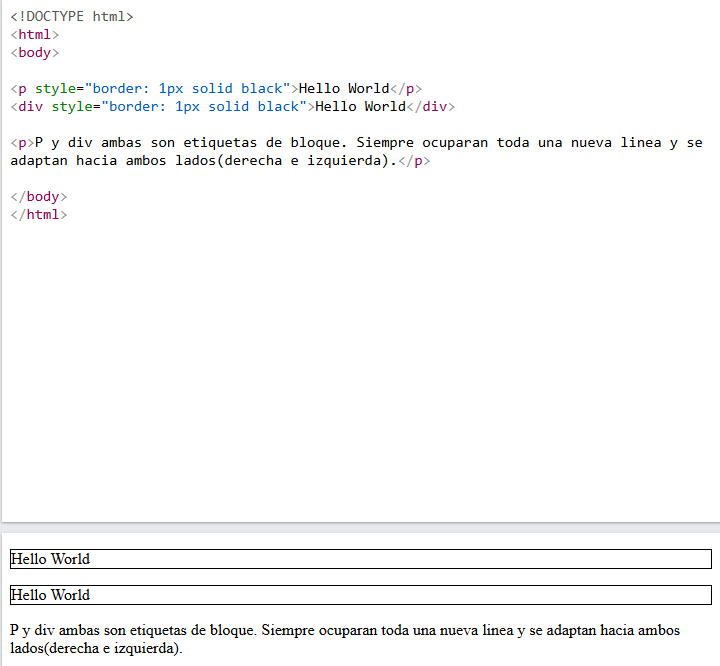 <!DOCTYPE html>
<html>
<body>
<p style="border: 1px solid black">Hello World</p>
<div style="border: 1px solid black">Hello World</div>
<p>P y div ambas son etiquetas de bloque. Siempre ocuparan toda una nueva linea y se
adaptan hacia ambos lados(derecha e izquierda).</p>
</body>
</html>
Hello World
Hello World
P y div ambas son etiquetas de bloque. Siempre ocuparan toda una nueva linea y se adaptan hacia ambos
lados(derecha e izquierda).